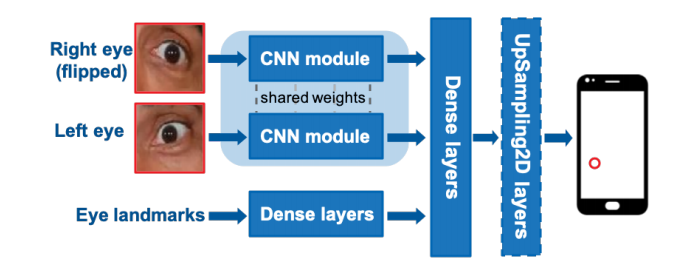 Right eye
(flipped)
CNN module
shared weights
Left eye
CNN module
Eye landmarks
Dense layers
Dense layers
UpSampling2D layers